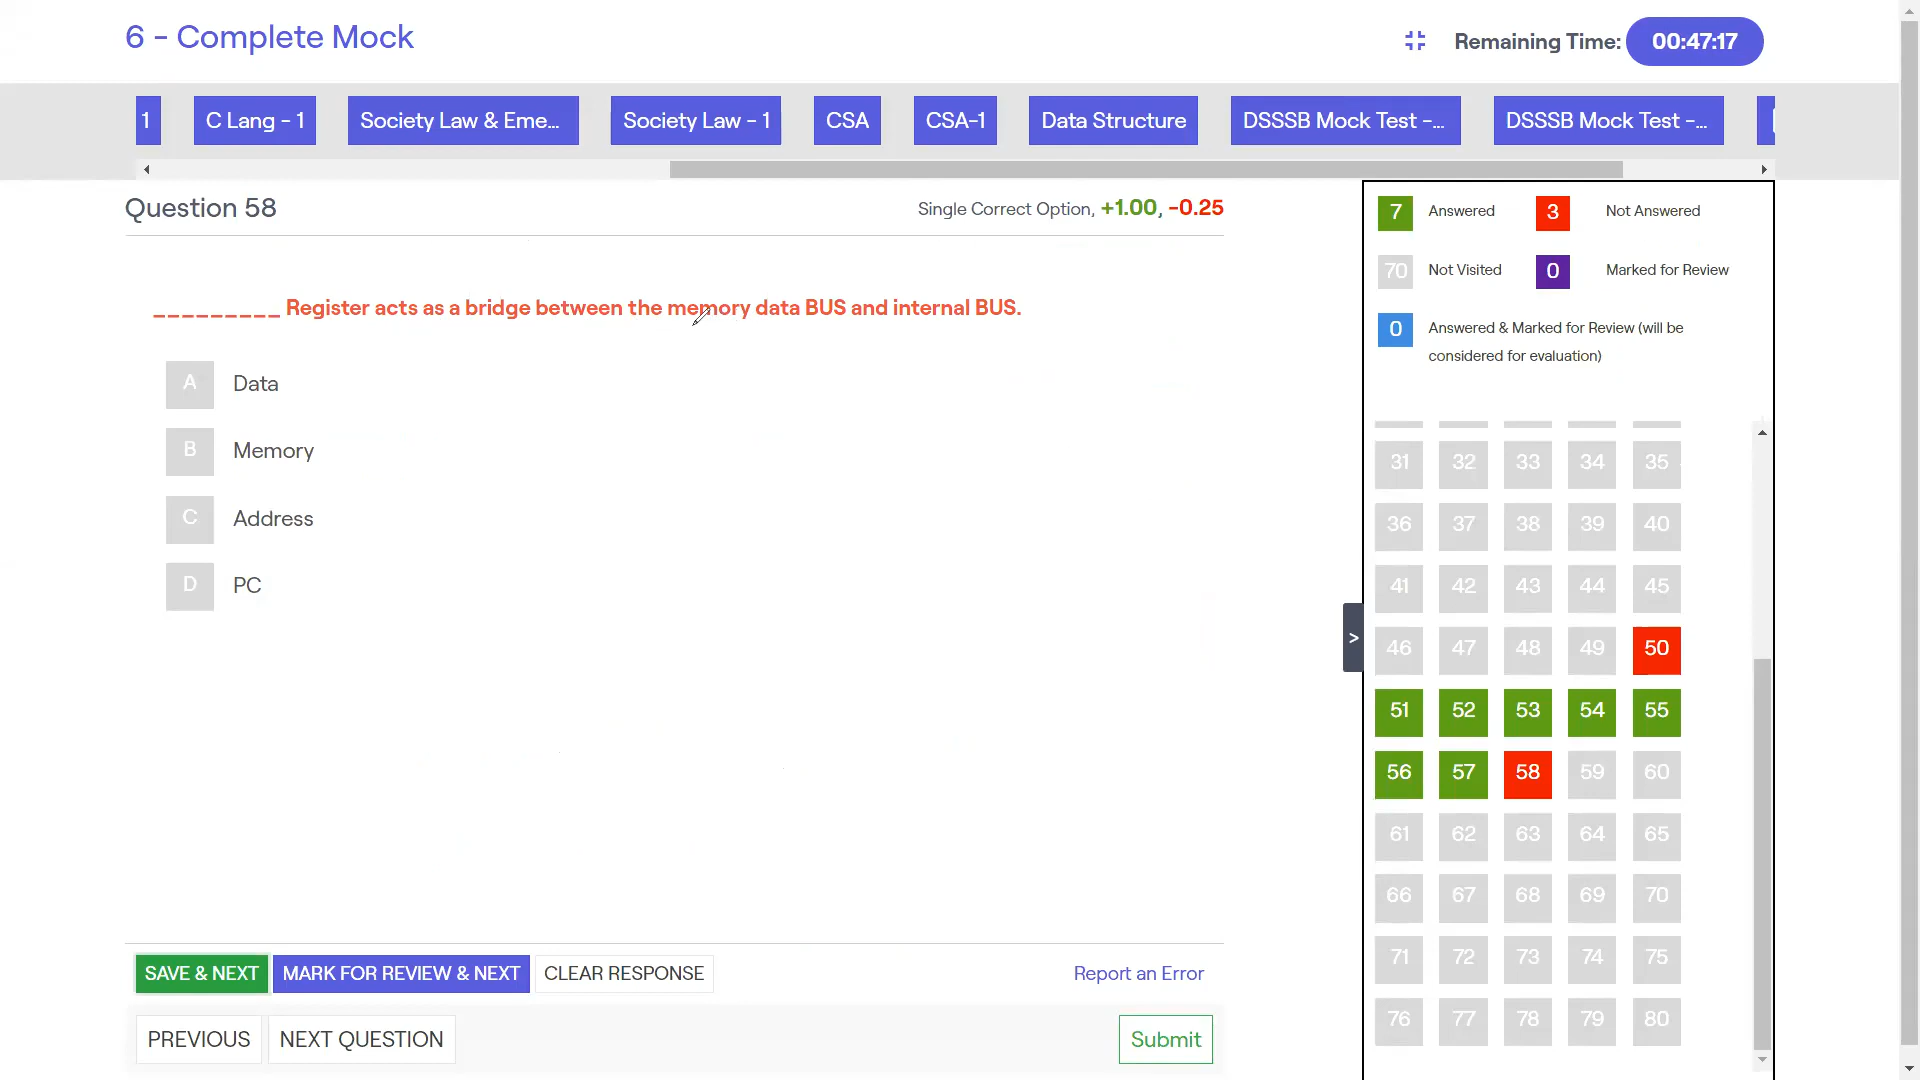 6 - Complete Mock
Remaining Time: 00:47:17
1
C Lang - 1
Society Law & Eme...
Society Law - 1
CSA
CSA-1
Data Structure
DSSSB Mock Test -...
DSSSB Mock Test -...
Question 58
Single Correct Option, +1.00, -0.25
_________ Register acts as a bridge between the memory data BUS and internal BUS.
A Data
B Memory
C Address
D PC
7 Answered
3 Not Answered
70 Not Visited
0 Marked for Review
0 Answered & Marked for Review (will be
considered for evaluation)
31 32 33 34 35
36 37 38 39 40
41 42 43 44 45
>
46 47 48 49 50
51 52 53 54 55
56 57 58 59 60
61 62 63 64 65
66 67 68 69 70
71 72 73 74 75
76 77 78 79 80
SAVE & NEXT
MARK FOR REVIEW & NEXT
CLEAR RESPONSE
Report an Error
PREVIOUS
NEXT QUESTION
Submit